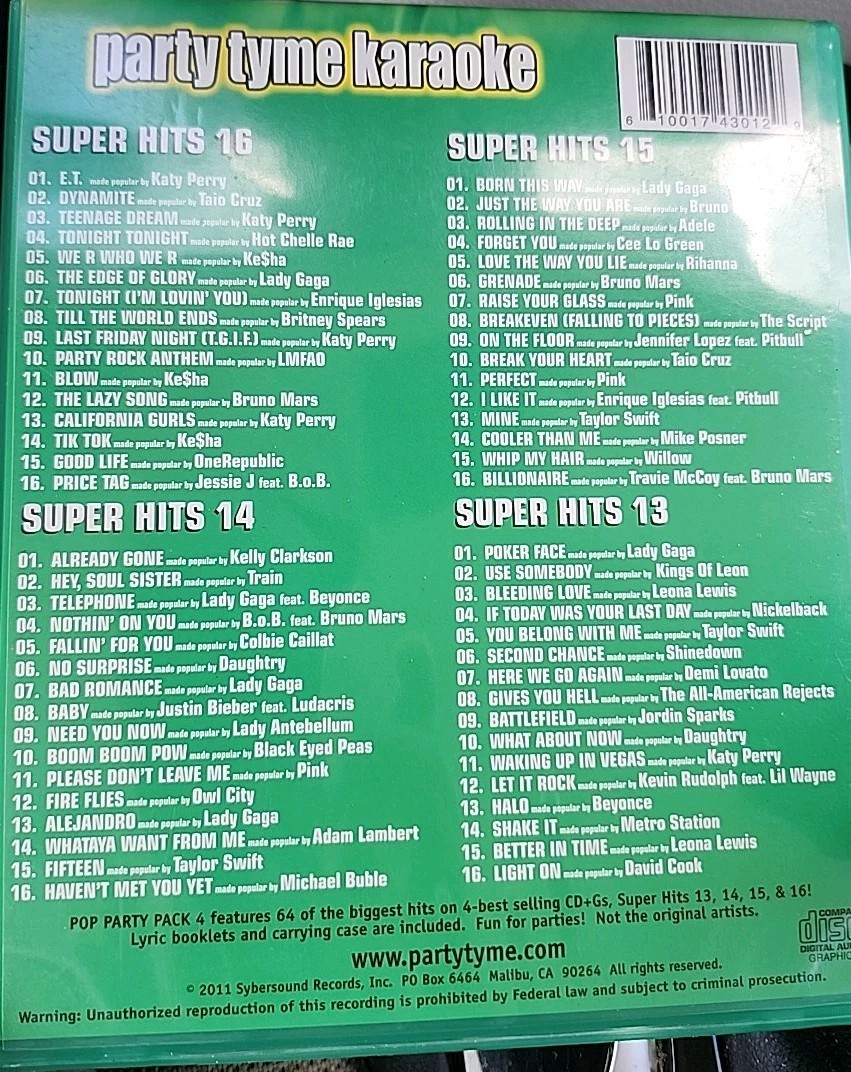 party tyme karaoke
6 10017 43012 9
SUPER HITS 16
01. E.T. made popular by Katy Perry
02. DYNAMITE made popular by Taio Cruz
03. TEENAGE DREAM made popular by Katy Perry
04. TONIGHT TONIGHT made popular by Hot Chelle Rae
05. WE R WHO WE R made popular by Ke$ha
06. THE EDGE OF GLORY made popular by Lady Gaga
07. TONIGHT (I'M LOVIN' YOU) made popular by Enrique Iglesias
08. TILL THE WORLD ENDS made popular by Britney Spears
09. LAST FRIDAY NIGHT (T.G.I.F.) made popular by Katy Perry
10. PARTY ROCK ANTHEM made popular by LMFAO
11. BLOW made popular by Ke$ha
12. THE LAZY SONG made popular by Bruno Mars
13. CALIFORNIA GURLS made popular by Katy Perry
14. TIK TOK made popular by Ke$ha
15. GOOD LIFE made popular by OneRepublic
16. PRICE TAG made popular by Jessie J feat. B.o.B.
SUPER HITS 15
01. BORN THIS WAY made popular by Lady Gaga
02. JUST THE WAY YOU ARE made popular by Bruno
03. ROLLING IN THE DEEP made popular by Adele
04. FORGET YOU made popular by Cee Lo Green
05. LOVE THE WAY YOU LIE made popular by Rihanna
06. GRENADE made popular by Bruno Mars
07. RAISE YOUR GLASS made popular by Pink
08. BREAKEVEN (FALLING TO PIECES) made popular by The Script
09. ON THE FLOOR made popular by Jennifer Lopez feat. Pitbull
10. BREAK YOUR HEART made popular by Taio Cruz
11. PERFECT made popular by Pink
12. I LIKE IT made popular by Enrique Iglesias feat. Pitbull
13. MINE made popular by Taylor Swift
14. COOLER THAN ME made popular by Mike Posner
15. WHIP MY HAIR made popular by Willow
16. BILLIONAIRE made popular by Travie McCoy feat. Bruno Mars
SUPER HITS 14
01. ALREADY GONE made popular by Kelly Clarkson
02. HEY, SOUL SISTER made popular by Train
03. TELEPHONE made popular by Lady Gaga feat. Beyonce
04. NOTHIN' ON YOU made popular by B.o.B. feat. Bruno Mars
05. FALLIN' FOR YOU made popular by Colbie Caillat
06. NO SURPRISE made popular by Daughtry
07. BAD ROMANCE made popular by Lady Gaga
08. BABY made popular by Justin Bieber feat. Ludacris
09. NEED YOU NOW made popular by Lady Antebellum
10. BOOM BOOM POW made popular by Black Eyed Peas
11. PLEASE DON'T LEAVE ME made popular by Pink
12. FIRE FLIES made popular by Owl City
13. ALEJANDRO made popular by Lady Gaga
14. WHATAYA WANT FROM ME made popular by Adam Lambert
15. FIFTEEN made popular by Taylor Swift
16. HAVEN'T MET YOU YET made popular by Michael Buble
SUPER HITS 13
01. POKER FACE made popular by Lady Gaga
02. USE SOMEBODY made popular by Kings Of Leon
03. BLEEDING LOVE made popular by Leona Lewis
04. IF TODAY WAS YOUR LAST DAY made popular by Nickelback
05. YOU BELONG WITH ME made popular by Taylor Swift
06. SECOND CHANCE made popular by Shinedown
07. HERE WE GO AGAIN made popular by Demi Lovato
08. GIVES YOU HELL made popular by The All-American Rejects
09. BATTLEFIELD made popular by Jordin Sparks
10. WHAT ABOUT NOW made popular by Daughtry
11. WAKING UP IN VEGAS made popular by Katy Perry
12. LET IT ROCK made popular by Kevin Rudolph feat. Lil Wayne
13. HALO made popular by Beyonce
14. SHAKE IT made popular by Metro Station
15. BETTER IN TIME made popular by Leona Lewis
16. LIGHT ON made popular by David Cook
POP PARTY PACK 4 features 64 of the biggest hits on 4-best selling CD+Gs, Super Hits 13, 14, 15, & 16!
Lyric booklets and carrying case are included. Fun for parties! Not the original artists.
www.partytyme.com
COMPA
disc
DIGITAL AU
GRAPHIC
© 2011 Sybersound Records, Inc. PO Box 6464 Malibu, CA 90264 All rights reserved.
Warning: Unauthorized reproduction of this recording is prohibited by Federal law and subject to criminal prosecution.